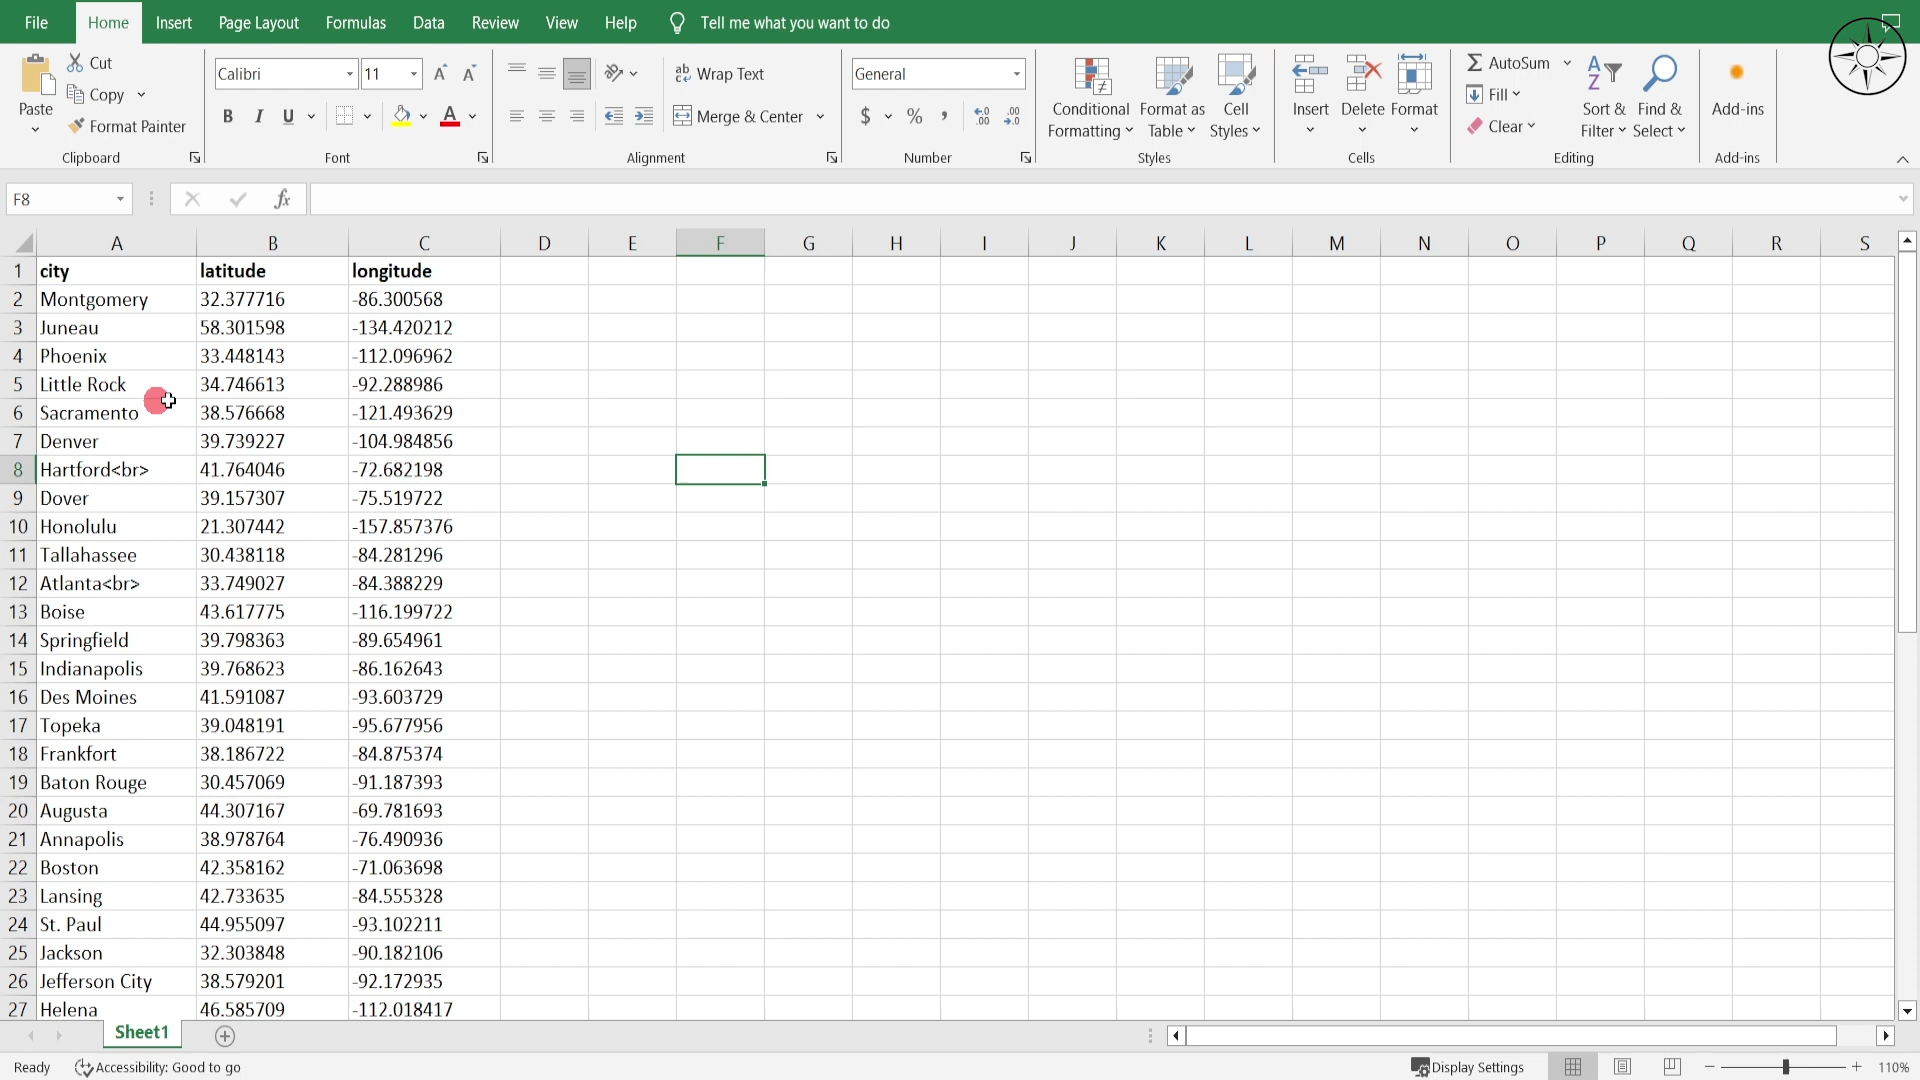 File Home Insert Page Layout Formulas Data Review View Help Tell me what you want to do
Paste Cut Copy Format Painter
Clipboard
Calibri 11
B I U A
Font
ab Wrap Text
Merge & Center
Alignment
General
$ % ,
Number
Conditional Formatting Format as Table Cell Styles
Styles
Insert Delete Format
Cells
AutoSum Fill Clear Sort & Filter Find & Select
Editing
Add-ins
Add-ins
F8 fx
A B C D E F G H I J K L M N O P Q R S
1 city latitude longitude
2 Montgomery 32.377716 -86.300568
3 Juneau 58.301598 -134.420212
4 Phoenix 33.448143 -112.096962
5 Little Rock 34.746613 -92.288986
6 Sacramento 38.576668 -121.493629
7 Denver 39.739227 -104.984856
8 Hartford<br> 41.764046 -72.682198
9 Dover 39.157307 -75.519722
10 Honolulu 21.307442 -157.857376
11 Tallahassee 30.438118 -84.281296
12 Atlanta<br> 33.749027 -84.388229
13 Boise 43.617775 -116.199722
14 Springfield 39.798363 -89.654961
15 Indianapolis 39.768623 -86.162643
16 Des Moines 41.591087 -93.603729
17 Topeka 39.048191 -95.677956
18 Frankfort 38.186722 -84.875374
19 Baton Rouge 30.457069 -91.187393
20 Augusta 44.307167 -69.781693
21 Annapolis 38.978764 -76.490936
22 Boston 42.358162 -71.063698
23 Lansing 42.733635 -84.555328
24 St. Paul 44.955097 -93.102211
25 Jackson 32.303848 -90.182106
26 Jefferson City 38.579201 -92.172935
27 Helena 46.585709 -112.018417
Sheet1
Ready Accessibility: Good to go Display Settings 110%